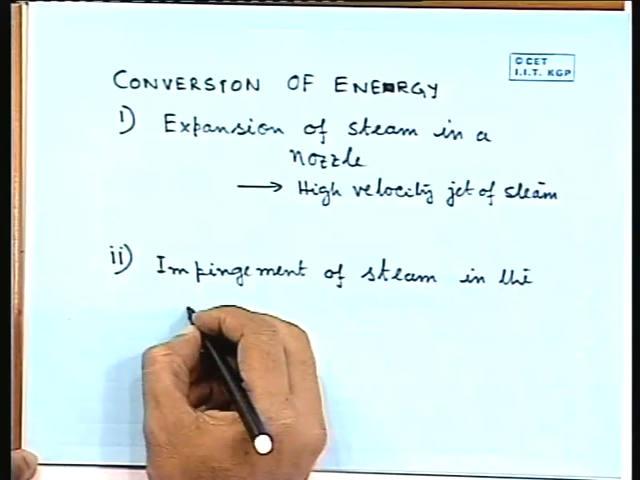 © CET
I.I.T. KGP
CONVERSION OF ENERGY
i) Expansion of steam in a
nozzle
→ High velocity jet of steam
ii) Impingement of steam in the